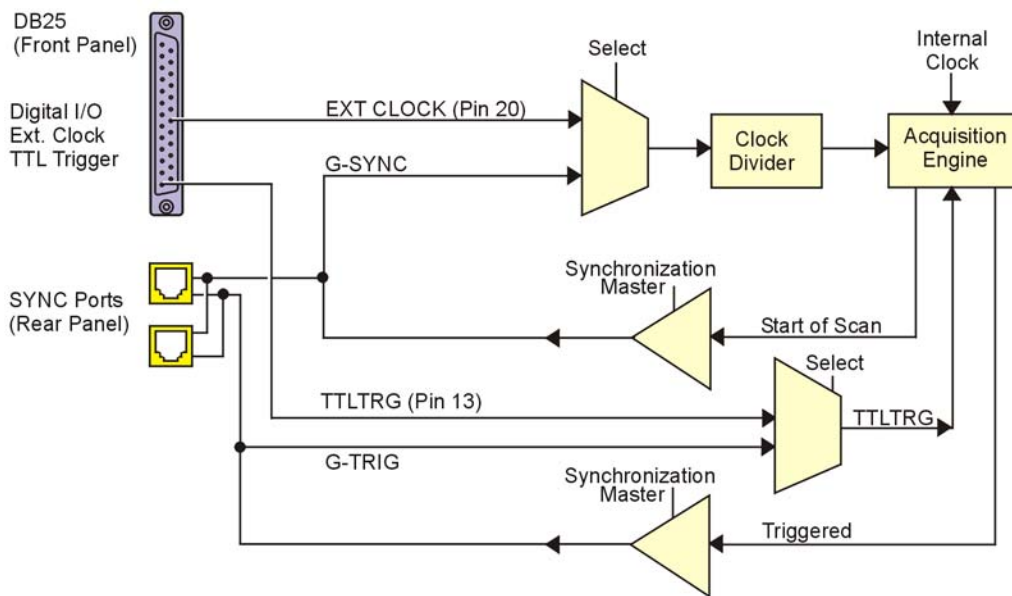 DB25
(Front Panel)
Digital I/O
Ext. Clock
TTL Trigger
Select
Internal
Clock
EXT CLOCK (Pin 20)
G-SYNC
Clock
Divider
Acquisition
Engine
SYNC Ports
(Rear Panel)
Synchronization
Master
Start of Scan
Select
TTLTRG (Pin 13)
TTLTRG
G-TRIG
Synchronization
Master
Triggered